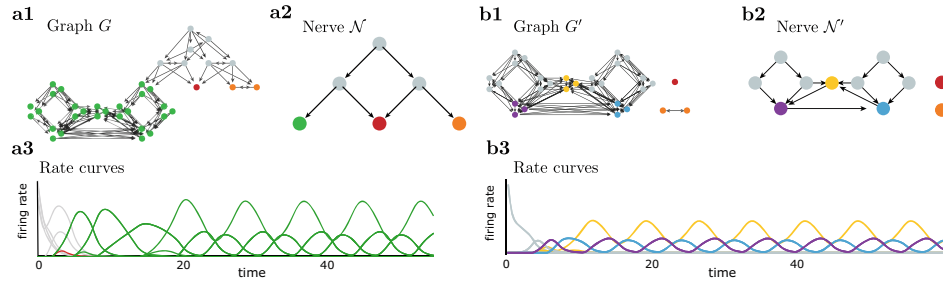 a1
Graph G
a2
Nerve 𝒩
b1
Graph G′
b2
Nerve 𝒩′
a3
Rate curves
firing rate
0
20
40
time
b3
Rate curves
firing rate
0
20
40
time